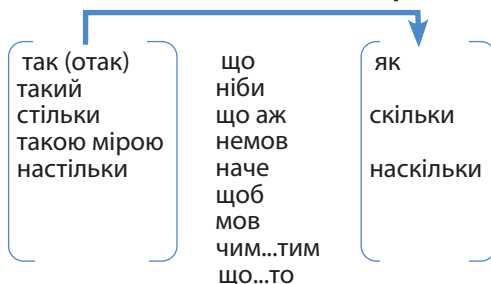 так (отак)
такий
стільки
такою мірою
настільки
що
ніби
що аж
немов
наче
щоб
мов
чим...тим
що...то
як
скільки
наскільки